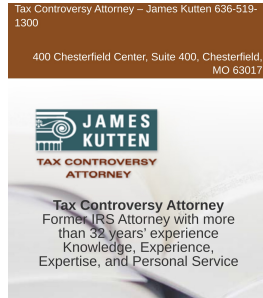 Tax Controversy Attorney – James Kutten 636-519-
1300
400 Chesterfield Center, Suite 400, Chesterfield,
MO 63017
JAMES
KUTTEN
TAX CONTROVERSY
ATTORNEY
Tax Controversy Attorney
Former IRS Attorney with more
than 32 years' experience
Knowledge, Experience,
Expertise, and Personal Service